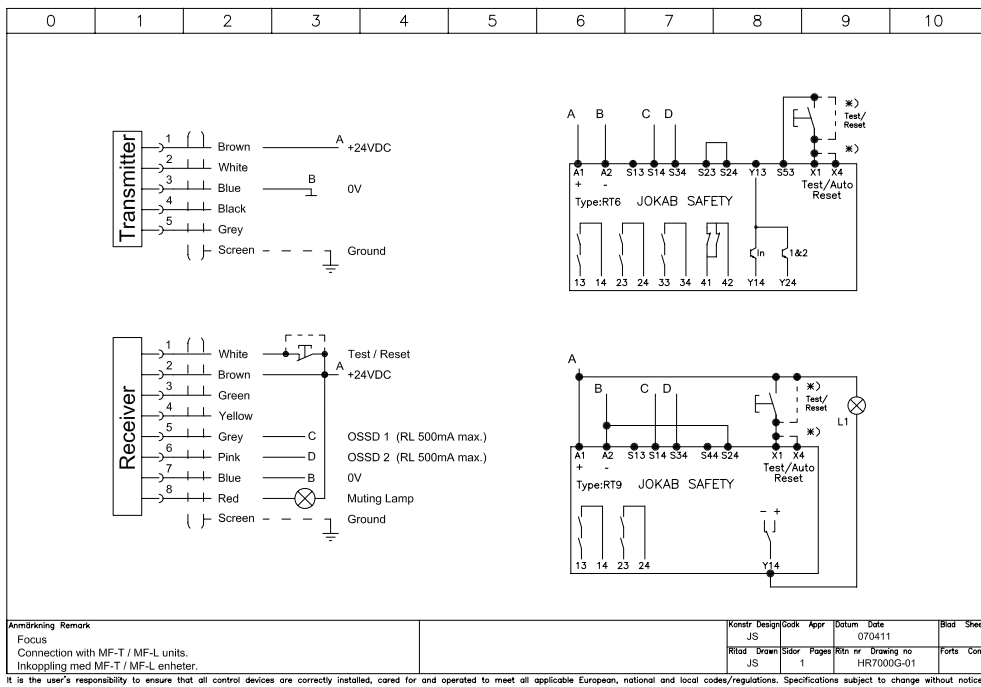 0 1 2 3 4 5 6 7 8 9 10
Transmitter
1 Brown A +24VDC
2 White
3 Blue B 0V
4 Black
5 Grey
Screen Ground
A B C D
*)
Test/
Reset
*)
A1 A2 S13 S14 S34 S23 S24 Y13 S53 X1 X4
+ -
Test/Auto
Reset
Type:RT6 JOKAB SAFETY
In 1&2
13 14 23 24 33 34 41 42 Y14 Y24
Receiver
1 White Test / Reset
2 Brown A +24VDC
3 Green
4 Yellow
5 Grey C OSSD 1 (RL 500mA max.)
6 Pink D OSSD 2 (RL 500mA max.)
7 Blue B 0V
8 Red Muting Lamp
Screen Ground
A
B C D
*)
Test/
Reset
*)
L1
A1 A2 S13 S14 S34 S44 S24 X1 X4
+ -
Test/Auto
Reset
Type:RT9 JOKAB SAFETY
- +
13 14 23 24 Y14
Anmärkning Remark
Focus
Connection with MF-T / MF-L units.
Inkoppling med MF-T / MF-L enheter.
Konstr Design Godk Appr Datum Date Blad Shee
JS 070411
Ritad Drawn Sidor Pages Ritn nr Drawing no Forts Con
JS 1 HR7000G-01
It is the user's responsibility to ensure that all control devices are correctly installed, cared for and operated to meet all applicable European, national and local codes/regulations. Specifications subject to change without notice